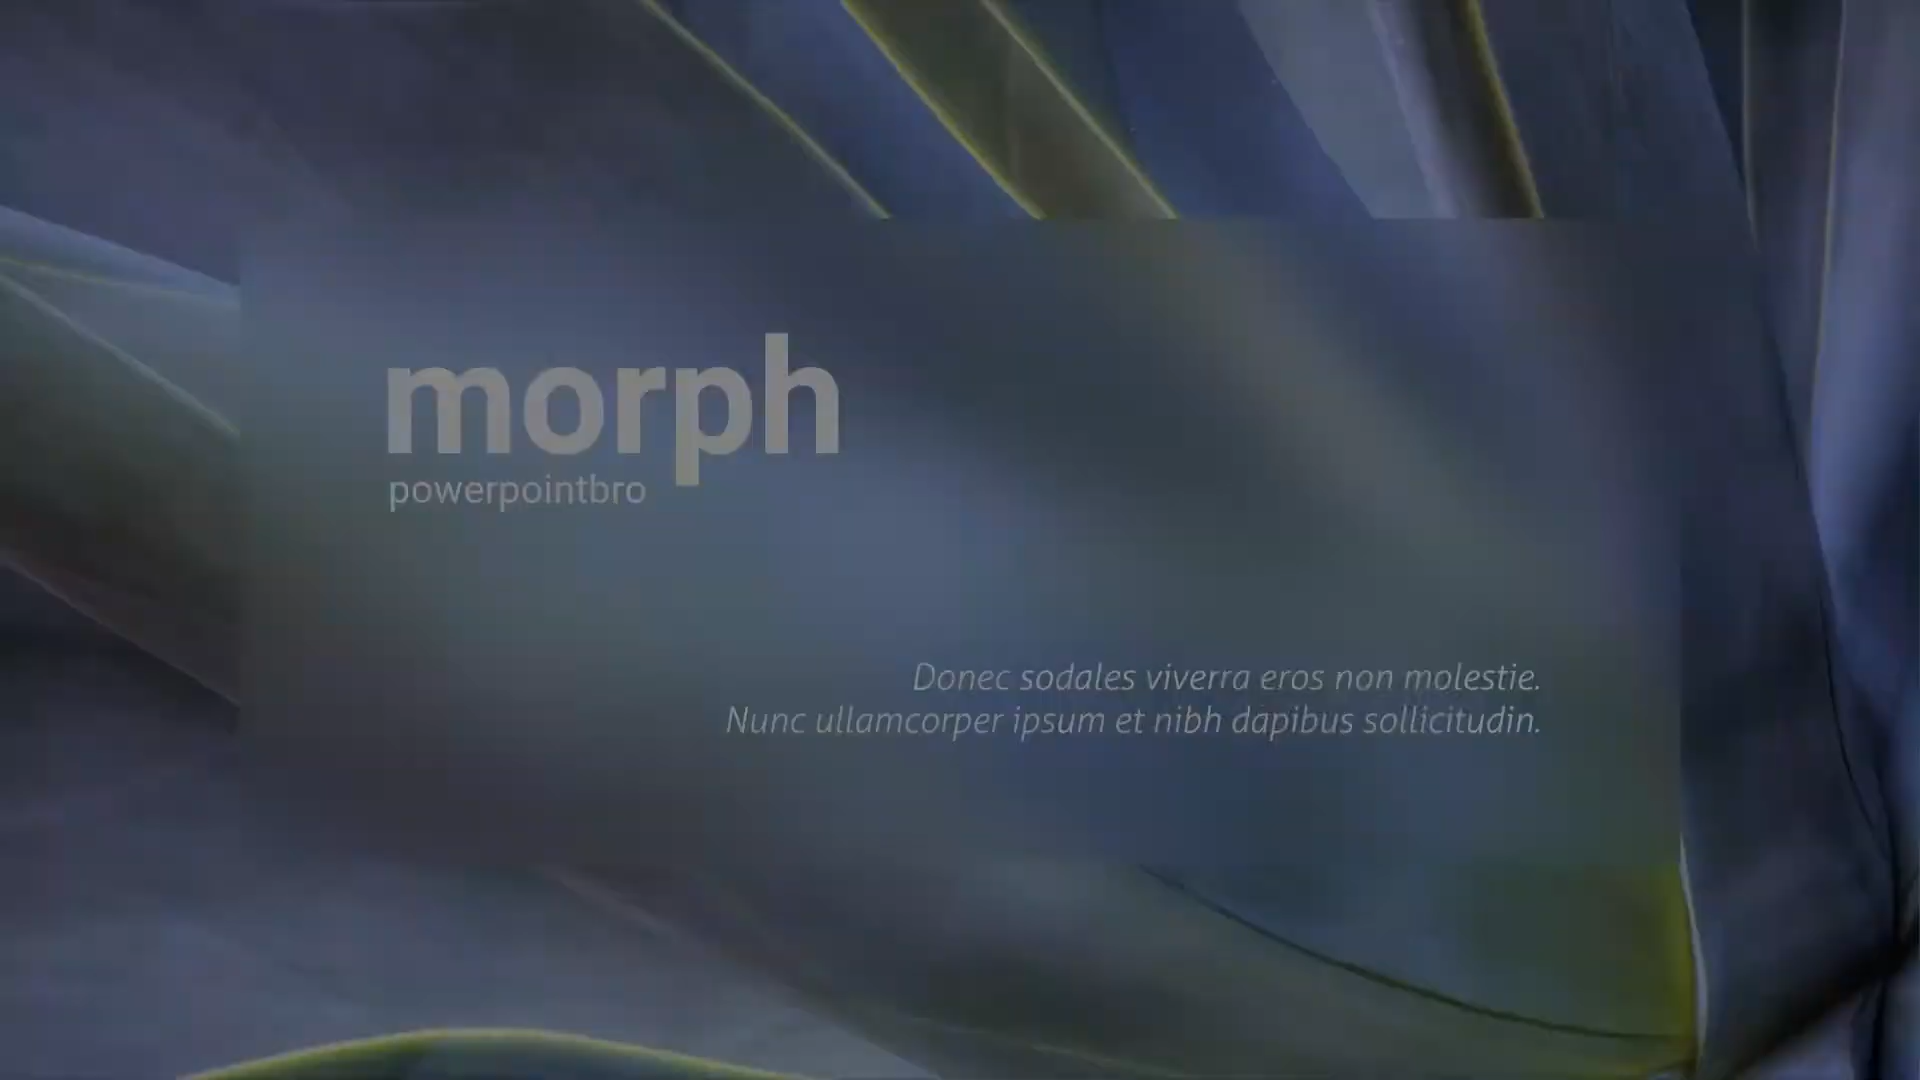 morph
powerpointbro
Donec sodales viverra eros non molestie.
Nunc ullamcorper ipsum et nibh dapibus sollicitudin.